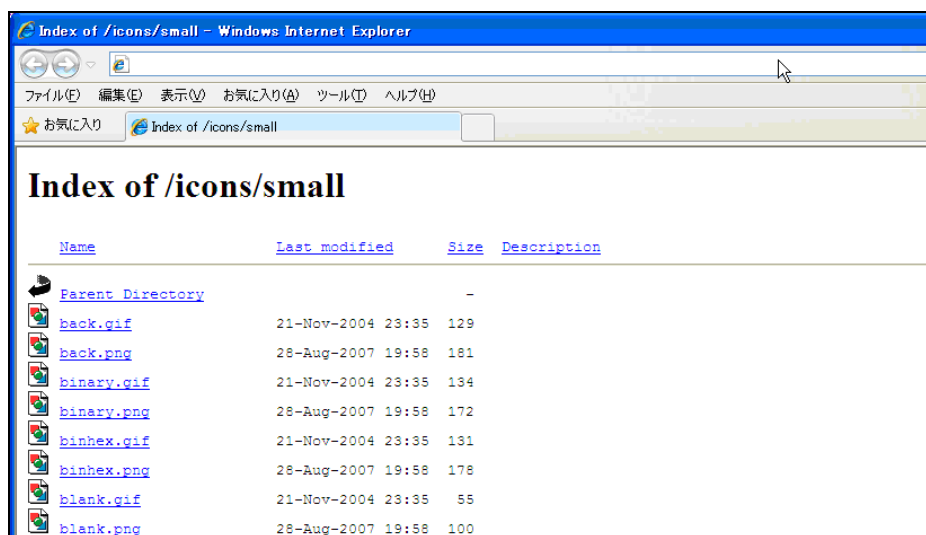 Index of /icons/small - Windows Internet Explorer
ファイル(F) 編集(E) 表示(V) お気に入り(A) ツール(T) ヘルプ(H)
お気に入り Index of /icons/small
Index of /icons/small
Name Last modified Size Description
Parent Directory -
back.gif 21-Nov-2004 23:35 129
back.png 28-Aug-2007 19:58 181
binary.gif 21-Nov-2004 23:35 134
binary.png 28-Aug-2007 19:58 172
binhex.gif 21-Nov-2004 23:35 131
binhex.png 28-Aug-2007 19:58 178
blank.gif 21-Nov-2004 23:35 55
blank.png 28-Aug-2007 19:58 100